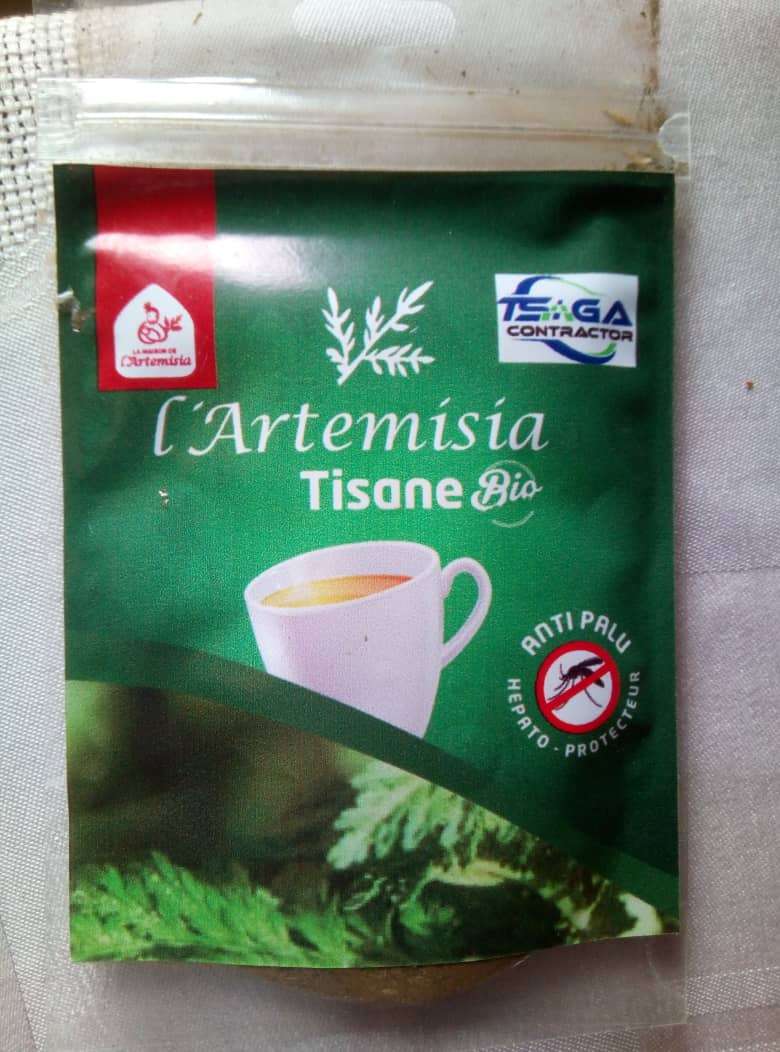 LA MAISON DE
l'Artemisia
TSAGA
CONTRACTOR
l'Artemisia
Tisane Bio
ANTI PALU
HEPATO - PROTECTEUR